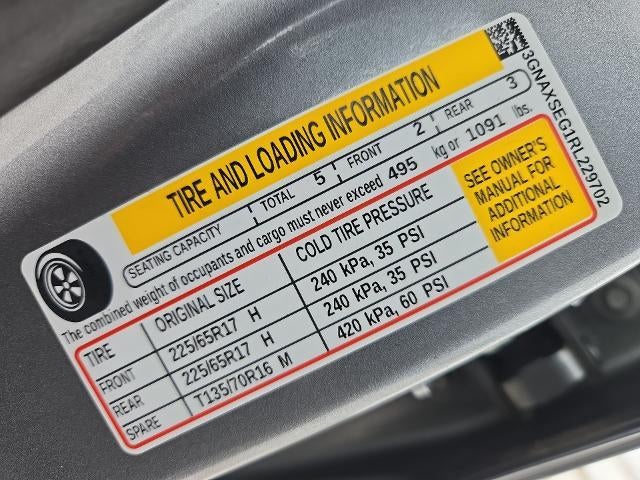 TIRE AND LOADING INFORMATION
SEATING CAPACITY TOTAL 5 FRONT 2 REAR 3
The combined weight of occupants and cargo must never exceed 495 kg or 1091 lbs.
TIRE ORIGINAL SIZE COLD TIRE PRESSURE
FRONT 225/65R17 H 240 kPa, 35 PSI
REAR 225/65R17 H 240 kPa, 35 PSI
SPARE T135/70R16 M 420 kPa, 60 PSI
SEE OWNER'S
MANUAL FOR
ADDITIONAL
INFORMATION
3GNAXSEG1RL229702